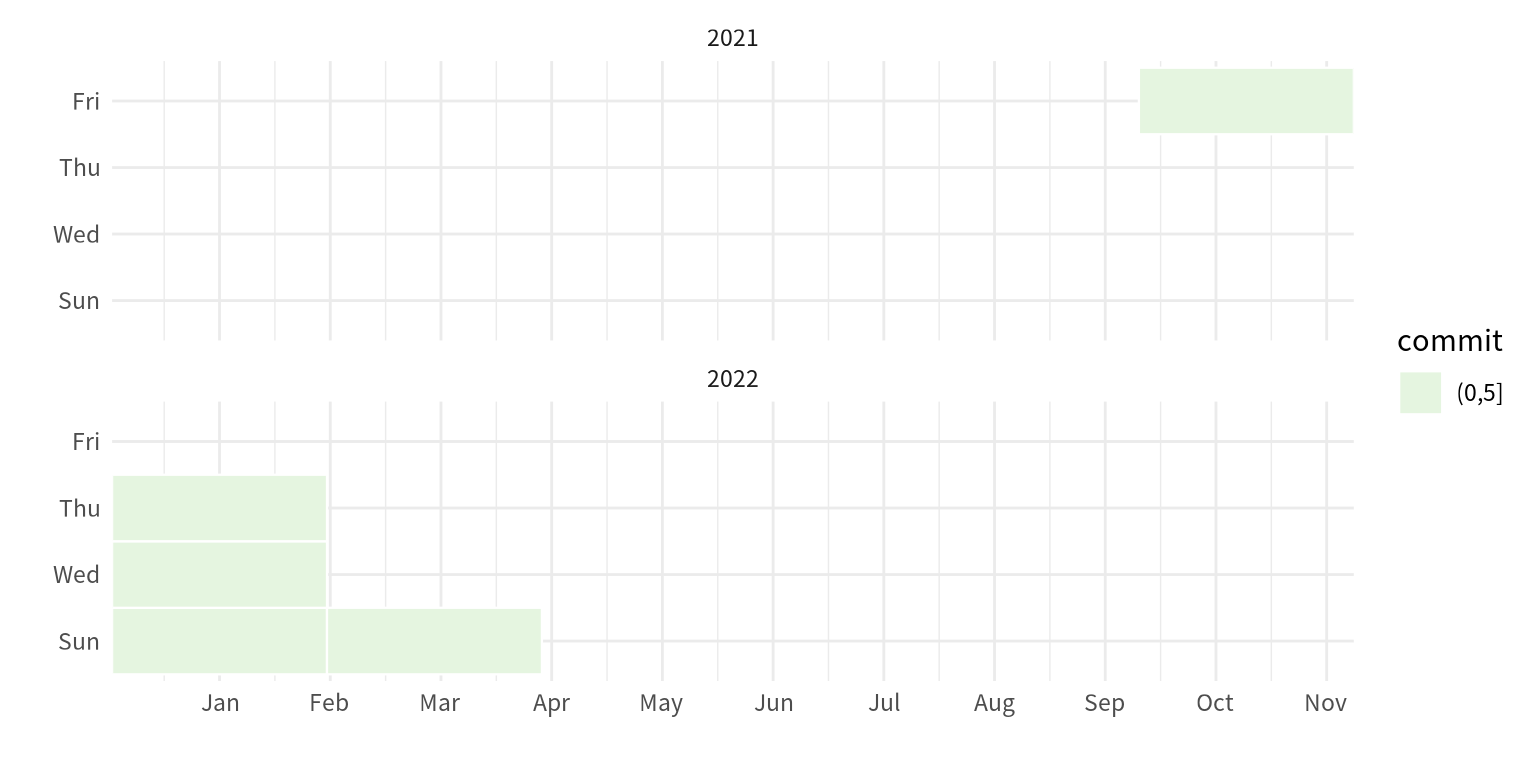 2021
Fri
Thu
Wed
Sun
2022
Fri
Thu
Wed
Sun
Jan Feb Mar Apr May Jun Jul Aug Sep Oct Nov
commit
(0,5]